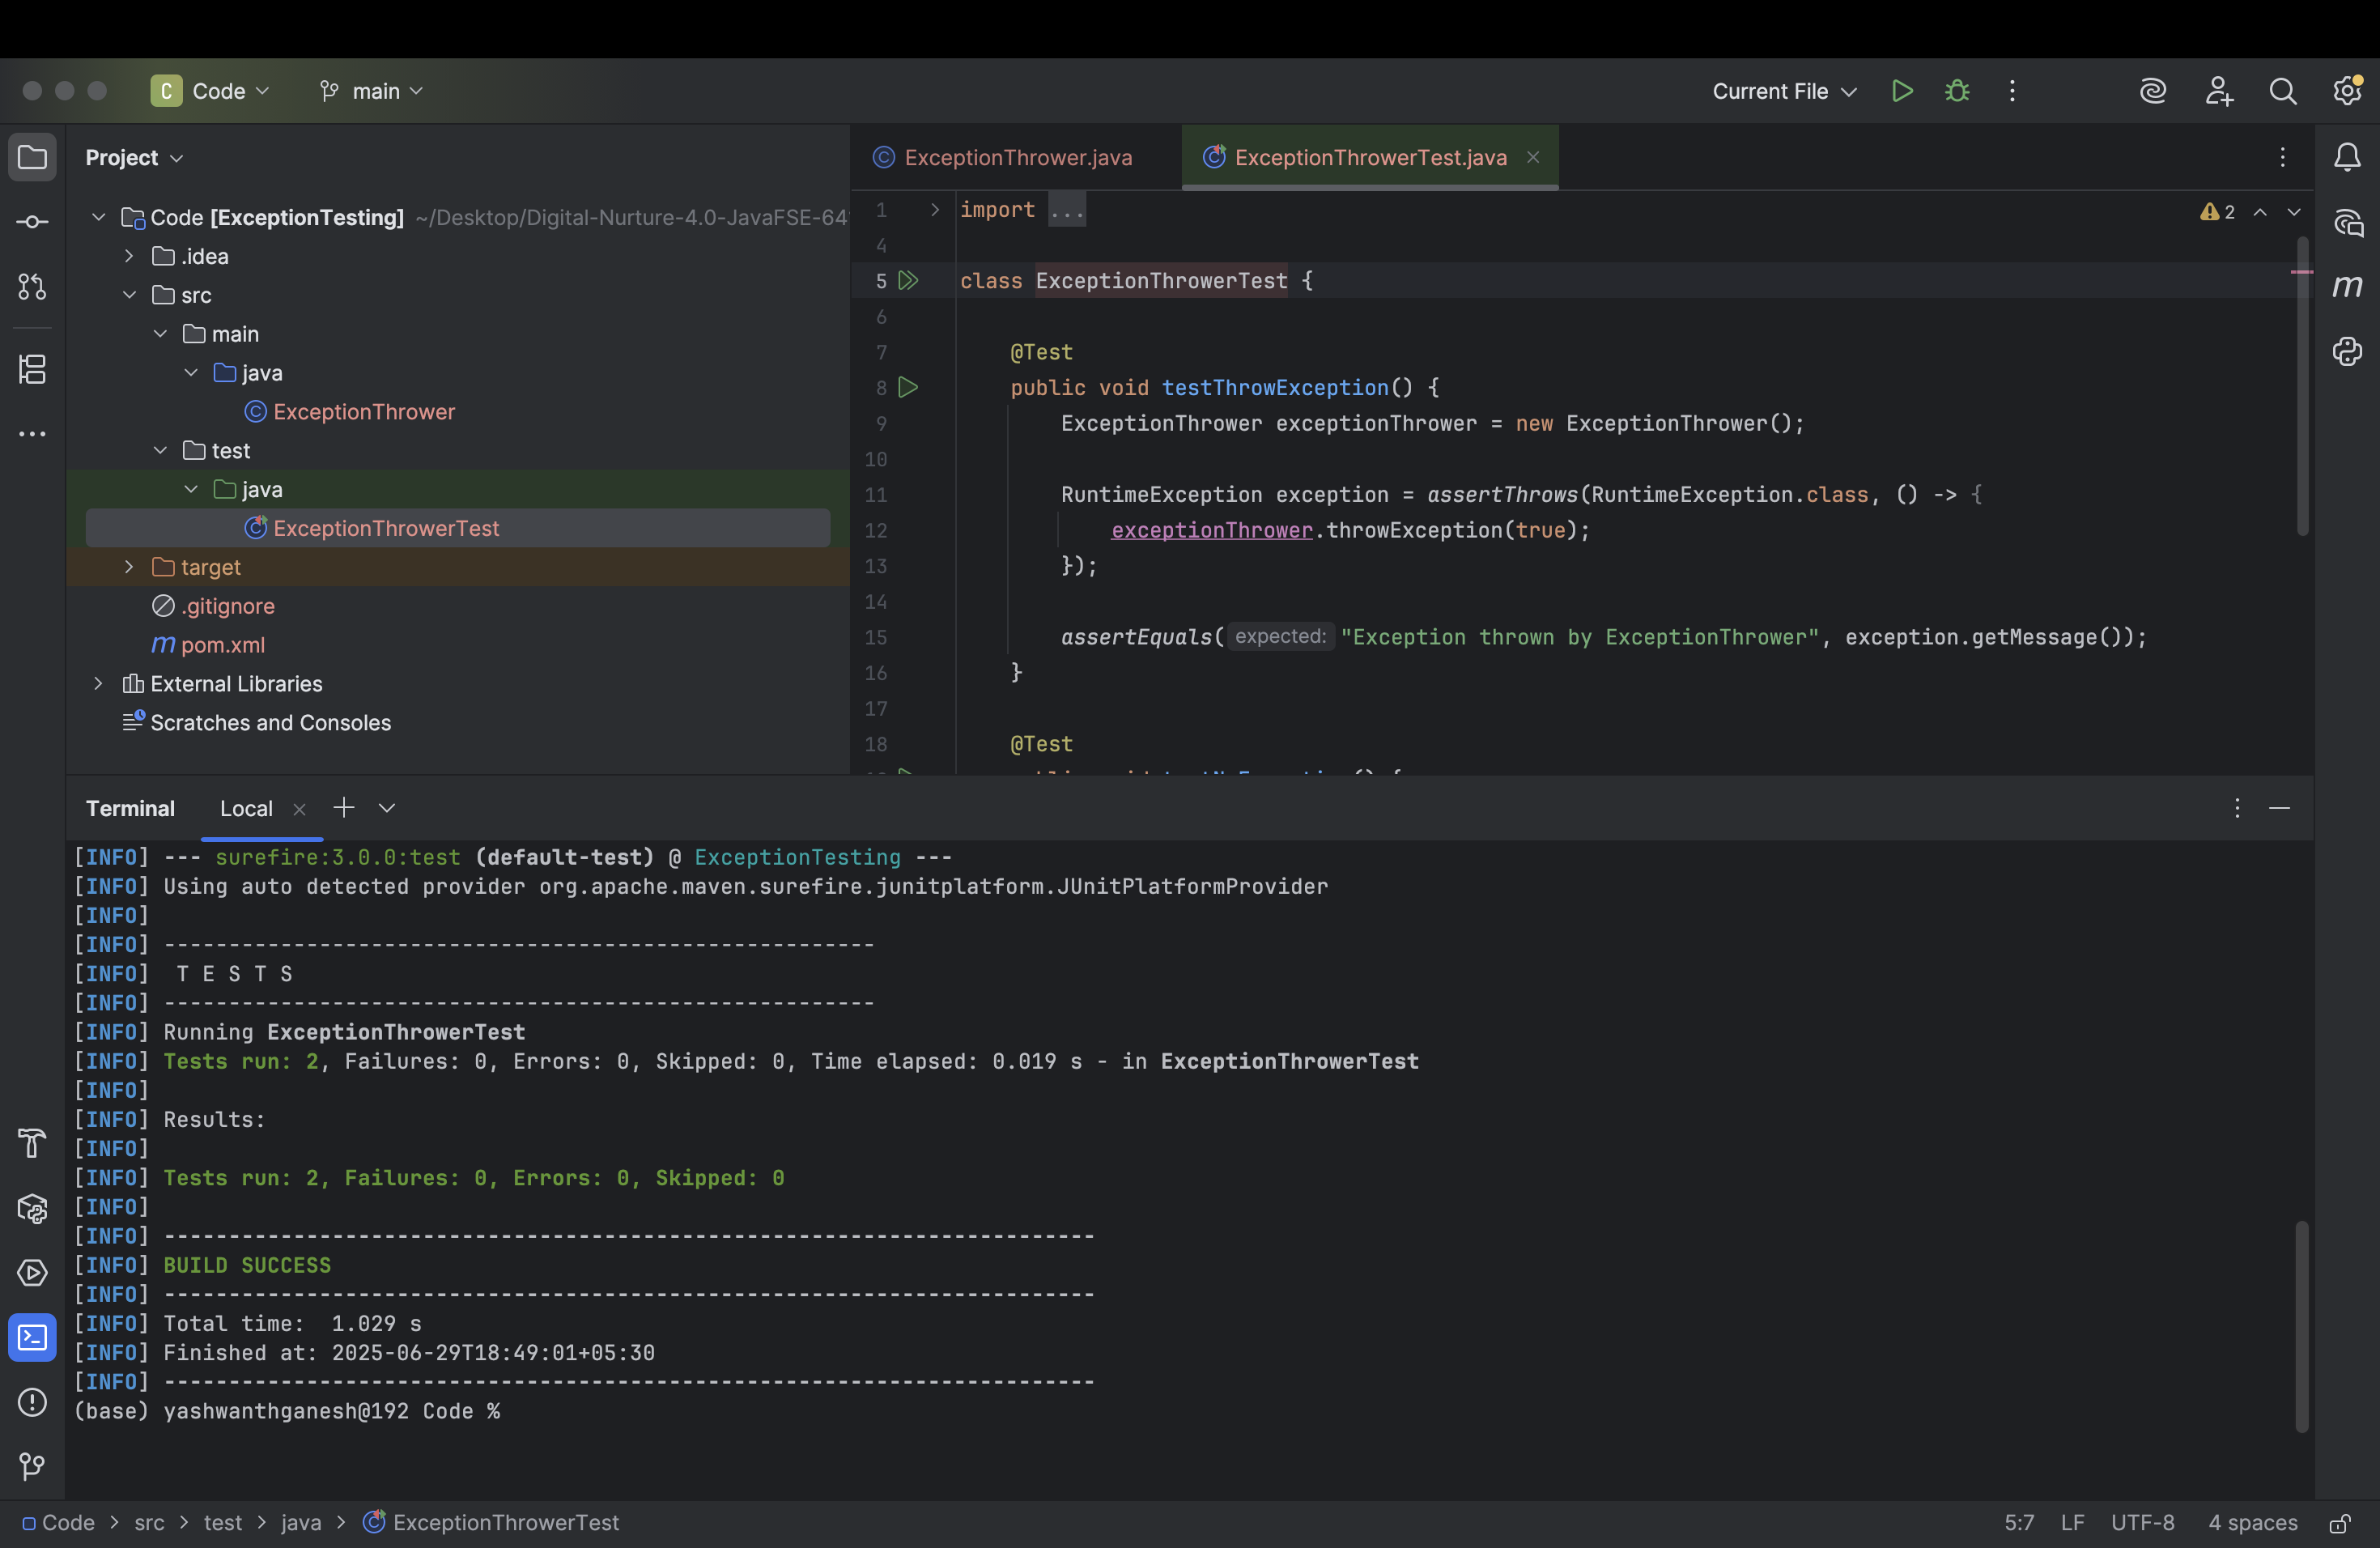 C Code main Current File
Project
Code [ExceptionTesting] ~/Desktop/Digital-Nurture-4.0-JavaFSE-64
.idea
src
main
java
ExceptionThrower
test
java
ExceptionThrowerTest
target
.gitignore
m pom.xml
External Libraries
Scratches and Consoles
ExceptionThrower.java ExceptionThrowerTest.java
1 import ...
2
4
5 class ExceptionThrowerTest {
6
7 @Test
8 public void testThrowException() {
9 ExceptionThrower exceptionThrower = new ExceptionThrower();
10
11 RuntimeException exception = assertThrows(RuntimeException.class, () -> {
12 exceptionThrower.throwException(true);
13 });
14
15 assertEquals( expected: "Exception thrown by ExceptionThrower", exception.getMessage());
16 }
17
18 @Test
m
Terminal Local
[INFO] --- surefire:3.0.0:test (default-test) @ ExceptionTesting ---
[INFO] Using auto detected provider org.apache.maven.surefire.junitplatform.JUnitPlatformProvider
[INFO]
[INFO] -------------------------------------------------------
[INFO]  T E S T S
[INFO] -------------------------------------------------------
[INFO] Running ExceptionThrowerTest
[INFO] Tests run: 2, Failures: 0, Errors: 0, Skipped: 0, Time elapsed: 0.019 s - in ExceptionThrowerTest
[INFO]
[INFO] Results:
[INFO]
[INFO] Tests run: 2, Failures: 0, Errors: 0, Skipped: 0
[INFO]
[INFO] ------------------------------------------------------------------------
[INFO] BUILD SUCCESS
[INFO] ------------------------------------------------------------------------
[INFO] Total time:  1.029 s
[INFO] Finished at: 2025-06-29T18:49:01+05:30
[INFO] ------------------------------------------------------------------------
(base) yashwanthganesh@192 Code %
Code > src > test > java > ExceptionThrowerTest 5:7 LF UTF-8 4 spaces